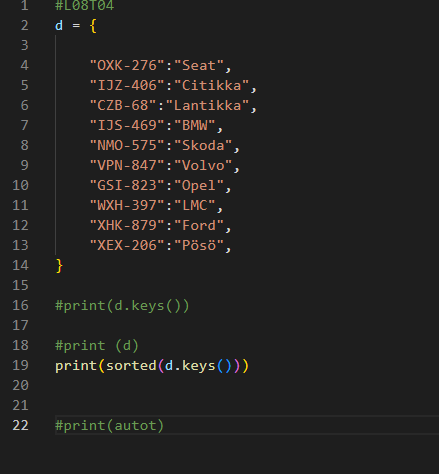 1 #L08T04
2 d = {
3
4 "OXK-276":"Seat",
5 "IJZ-406":"Citikka",
6 "CZB-68":"Lantikka",
7 "IJS-469":"BMW",
8 "NMO-575":"Skoda",
9 "VPN-847":"Volvo",
10 "GSI-823":"Opel",
11 "WXH-397":"LMC",
12 "XHK-879":"Ford",
13 "XEX-206":"Pösö",
14 }
15
16 #print(d.keys())
17
18 #print (d)
19 print(sorted(d.keys()))
20
21
22 #print(autot)